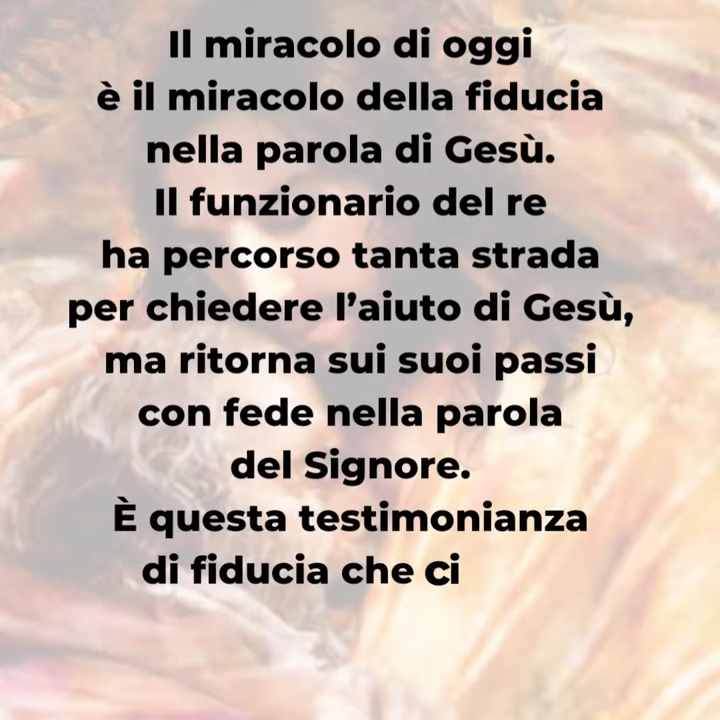 Il miracolo di oggi
è il miracolo della fiducia
nella parola di Gesù.
Il funzionario del re
ha percorso tanta strada
per chiedere l’aiuto di Gesù,
ma ritorna sui suoi passi
con fede nella parola
del Signore.
È questa testimonianza
di fiducia che ci